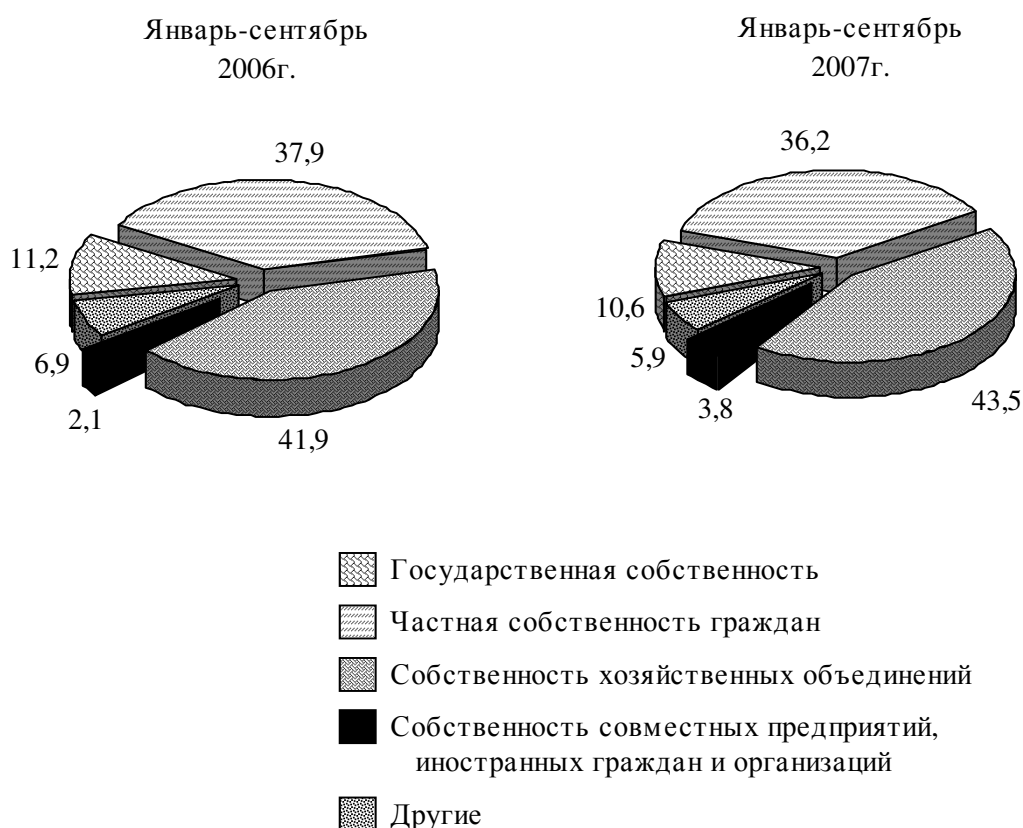 Январь-сентябрь
2006г.
Январь-сентябрь
2007г.
37,9
11,2
6,9
2,1
41,9
36,2
10,6
5,9
3,8
43,5
Государственная собственность
Частная собственность граждан
Собственность хозяйственных объединений
Собственность совместных предприятий,
иностранных граждан и организаций
Другие